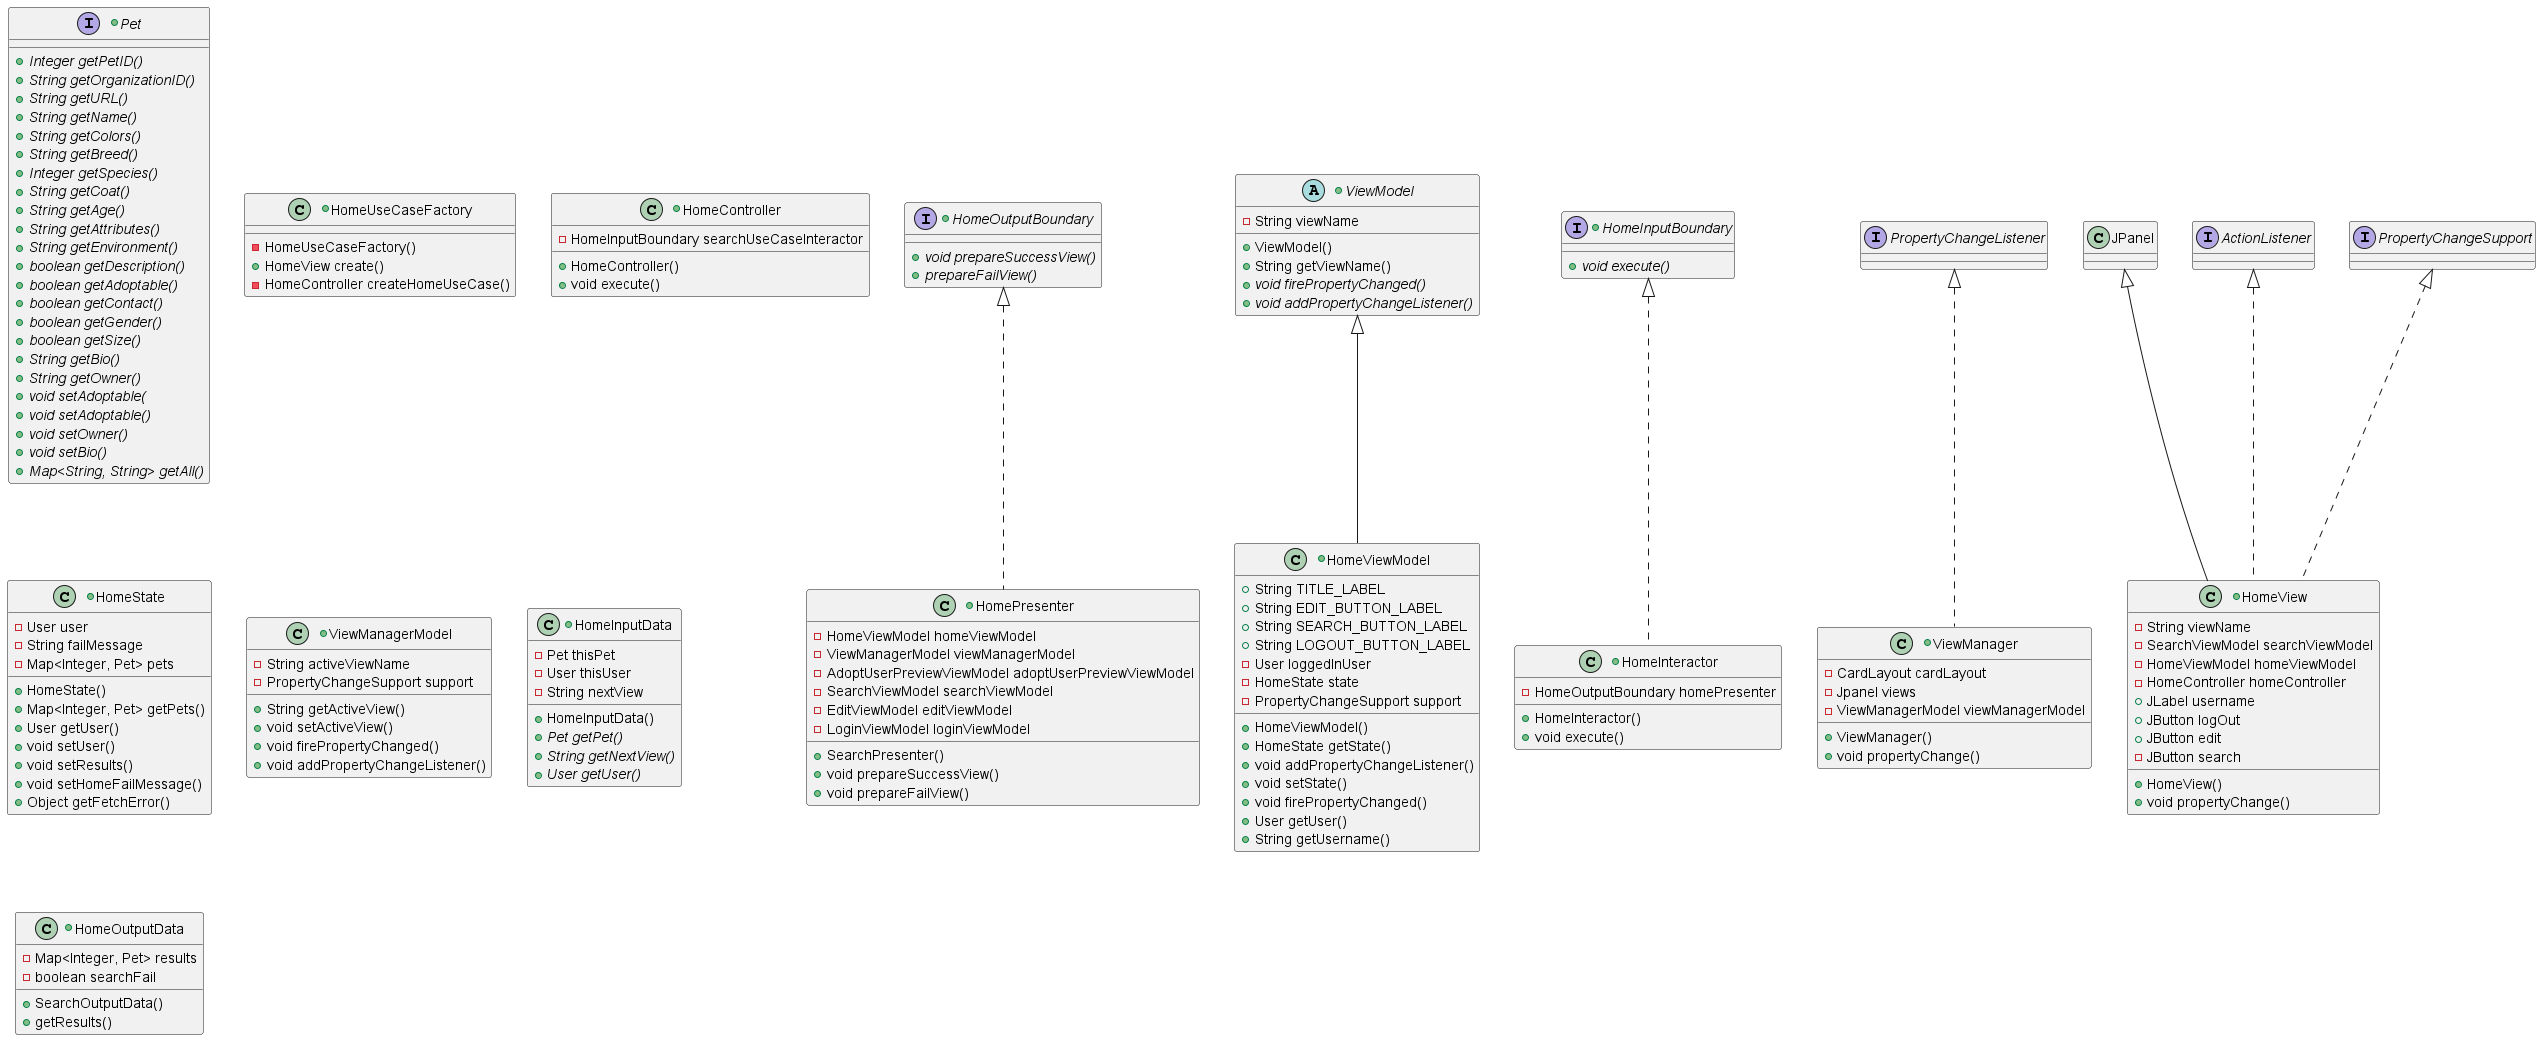 Pet
Integer getPetID()
String getOrganizationID()
String getURL()
String getName()
String getColors()
String getBreed()
Integer getSpecies()
String getCoat()
String getAge()
String getAttributes()
String getEnvironment()
boolean getDescription()
boolean getAdoptable()
boolean getContact()
boolean getGender()
boolean getSize()
String getBio()
String getOwner()
void setAdoptable(
void setAdoptable()
void setOwner()
void setBio()
Map<String, String> getAll()
C HomeUseCaseFactory
HomeUseCaseFactory()
HomeView create()
HomeController createHomeUseCase()
C HomeController
HomeInputBoundary searchUseCaseInteractor
HomeController()
void execute()
I HomeOutputBoundary
void prepareSuccessView()
prepareFailView()
A ViewModel
String viewName
ViewModel()
String getViewName()
void firePropertyChanged()
void addPropertyChangeListener()
I HomeInputBoundary
void execute()
I PropertyChangeListener
C JPanel
I ActionListener
I PropertyChangeSupport
C HomeState
User user
String failMessage
Map<Integer, Pet> pets
HomeState()
Map<Integer, Pet> getPets()
User getUser()
void setUser()
void setResults()
void setHomeFailMessage()
Object getFetchError()
C ViewManagerModel
String activeViewName
PropertyChangeSupport support
String getActiveView()
void setActiveView()
void firePropertyChanged()
void addPropertyChangeListener()
C HomeInputData
Pet thisPet
User thisUser
String nextView
HomeInputData()
Pet getPet()
String getNextView()
User getUser()
C HomePresenter
HomeViewModel homeViewModel
ViewManagerModel viewManagerModel
AdoptUserPreviewViewModel adoptUserPreviewViewModel
SearchViewModel searchViewModel
EditViewModel editViewModel
LoginViewModel loginViewModel
SearchPresenter()
void prepareSuccessView()
void prepareFailView()
C HomeViewModel
String TITLE_LABEL
String EDIT_BUTTON_LABEL
String SEARCH_BUTTON_LABEL
String LOGOUT_BUTTON_LABEL
User loggedInUser
HomeState state
PropertyChangeSupport support
HomeViewModel()
HomeState getState()
void addPropertyChangeListener()
void setState()
void firePropertyChanged()
User getUser()
String getUsername()
C HomeInteractor
HomeOutputBoundary homePresenter
HomeInteractor()
void execute()
C ViewManager
CardLayout cardLayout
Jpanel views
ViewManagerModel viewManagerModel
ViewManager()
void propertyChange()
C HomeView
String viewName
SearchViewModel searchViewModel
HomeViewModel homeViewModel
HomeController homeController
JLabel username
JButton logOut
JButton edit
JButton search
HomeView()
void propertyChange()
C HomeOutputData
Map<Integer, Pet> results
boolean searchFail
SearchOutputData()
getResults()